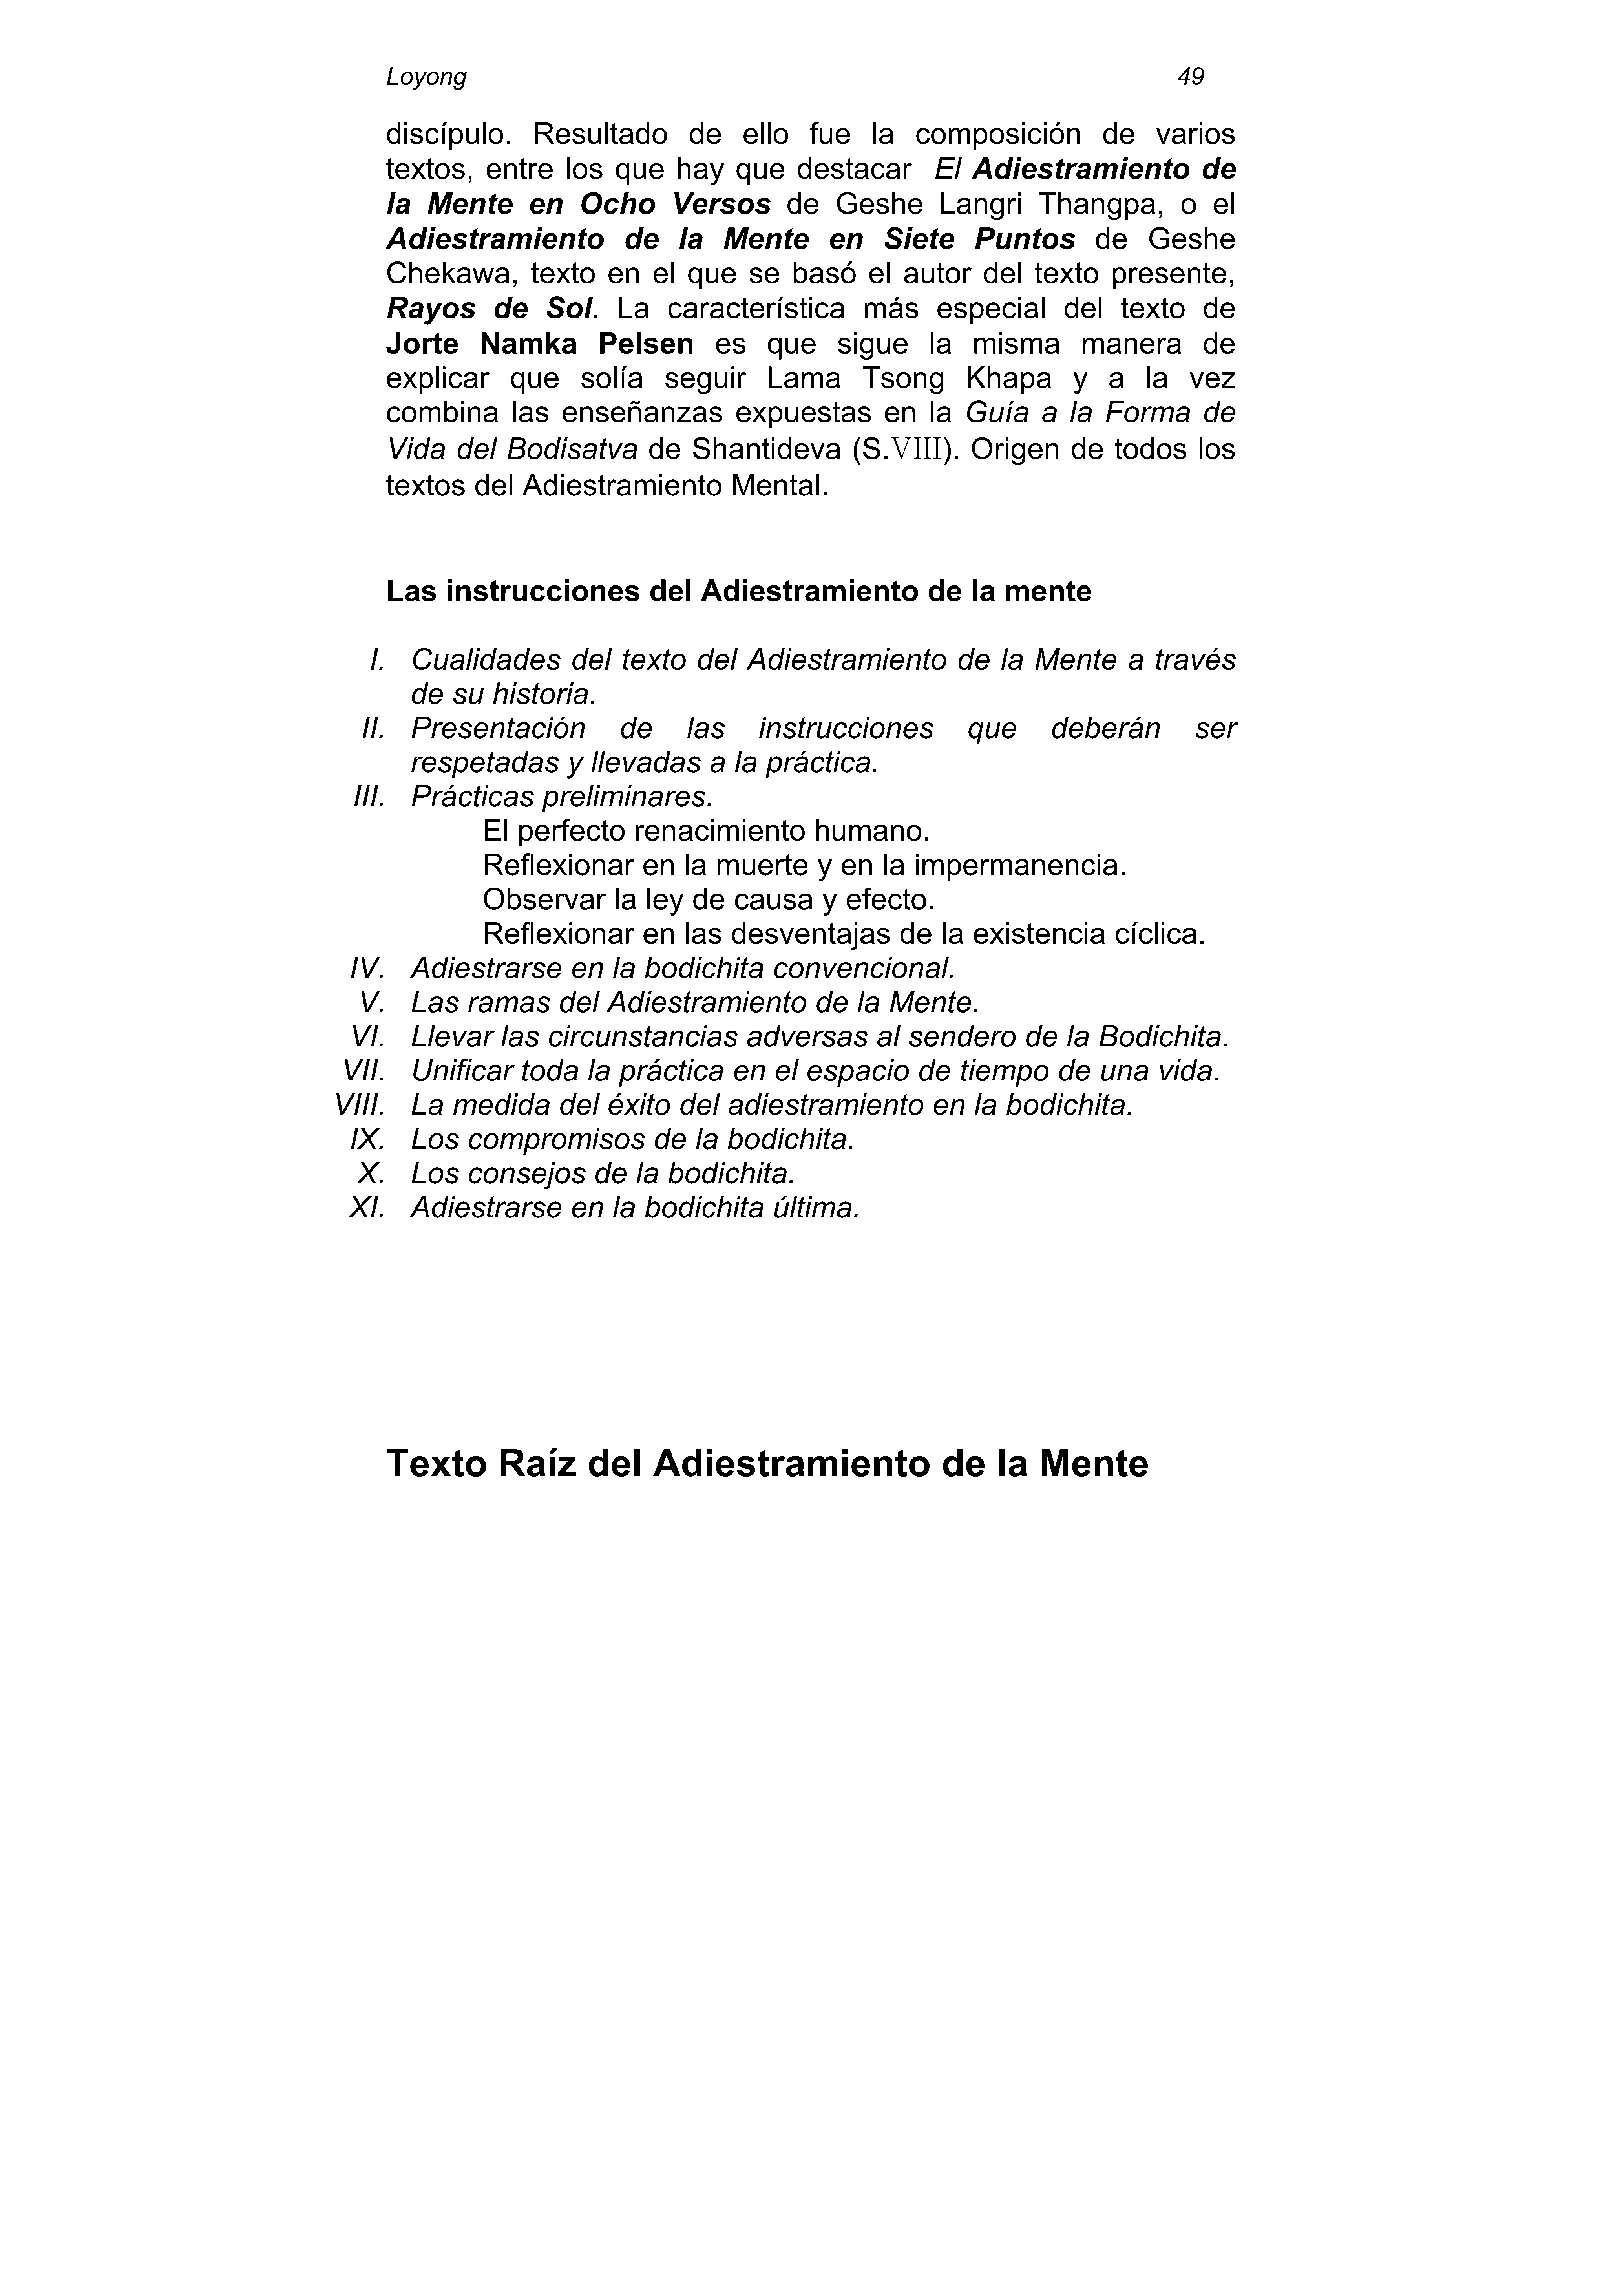 Loyong 49
discípulo. Resultado de ello fue la composición de varios
textos, entre los que hay que destacar El Adiestramiento de
la Mente en Ocho Versos de Geshe Langri Thangpa, o el
Adiestramiento de la Mente en Siete Puntos de Geshe
Chekawa, texto en el que se basó el autor del texto presente,
Rayos de Sol. La característica más especial del texto de
Jorte Namka Pelsen es que sigue la misma manera de
explicar que solía seguir Lama Tsong Khapa y a la vez
combina las enseñanzas expuestas en la Guía a la Forma de
Vida del Bodisatva de Shantideva (S.VIII). Origen de todos los
textos del Adiestramiento Mental.
Las instrucciones del Adiestramiento de la mente
I. Cualidades del texto del Adiestramiento de la Mente a través
de su historia.
II. Presentación de las instrucciones que deberán ser
respetadas y llevadas a la práctica.
III. Prácticas preliminares.
El perfecto renacimiento humano.
Reflexionar en la muerte y en la impermanencia.
Observar la ley de causa y efecto.
Reflexionar en las desventajas de la existencia cíclica.
IV. Adiestrarse en la bodichita convencional.
V. Las ramas del Adiestramiento de la Mente.
VI. Llevar las circunstancias adversas al sendero de la Bodichita.
VII. Unificar toda la práctica en el espacio de tiempo de una vida.
VIII. La medida del éxito del adiestramiento en la bodichita.
IX. Los compromisos de la bodichita.
X. Los consejos de la bodichita.
XI. Adiestrarse en la bodichita última.
Texto Raíz del Adiestramiento de la Mente